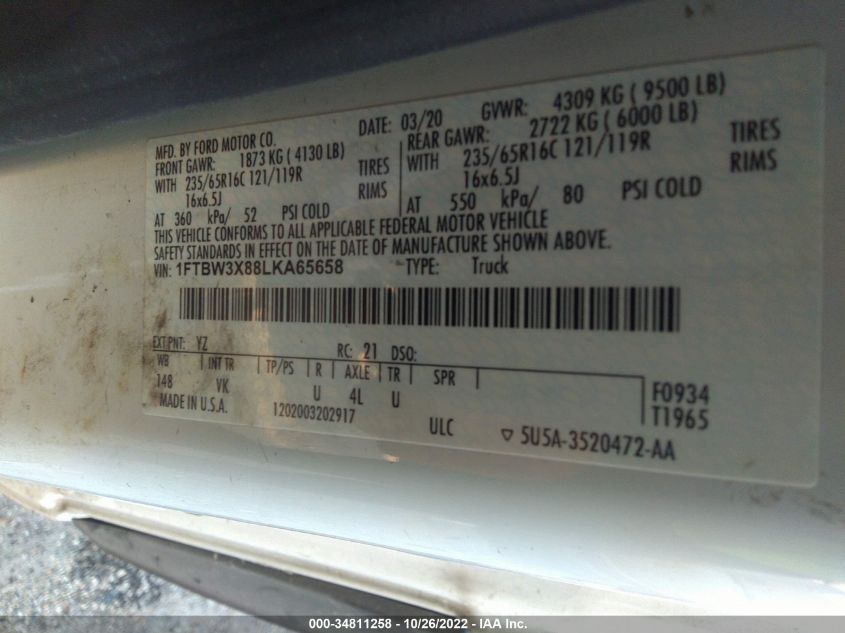 MFD. BY FORD MOTOR CO.
DATE: 03/20 GVWR: 4309 KG ( 9500 LB)
FRONT GAWR: 1873 KG ( 4130 LB)
REAR GAWR: 2722 KG ( 6000 LB)
WITH 235/65R16C 121/119R TIRES
WITH 235/65R16C 121/119R TIRES
16x6.5J RIMS
16x6.5J RIMS
AT 360 kPa/ 52 PSI COLD
AT 550 kPa/ 80 PSI COLD
THIS VEHICLE CONFORMS TO ALL APPLICABLE FEDERAL MOTOR VEHICLE
SAFETY STANDARDS IN EFFECT ON THE DATE OF MANUFACTURE SHOWN ABOVE.
VIN: 1FTBW3X88LKA65658 TYPE: Truck
EXT PNT: YZ RC: 21 DSO:
WB INT TR TP/PS R AXLE TR SPR
148 VK U 4L U
F0934
T1965
MADE IN U.S.A. 1202003202917
ULC 5U5A-3520472-AA
000-34811258 - 10/26/2022 - IAA Inc.